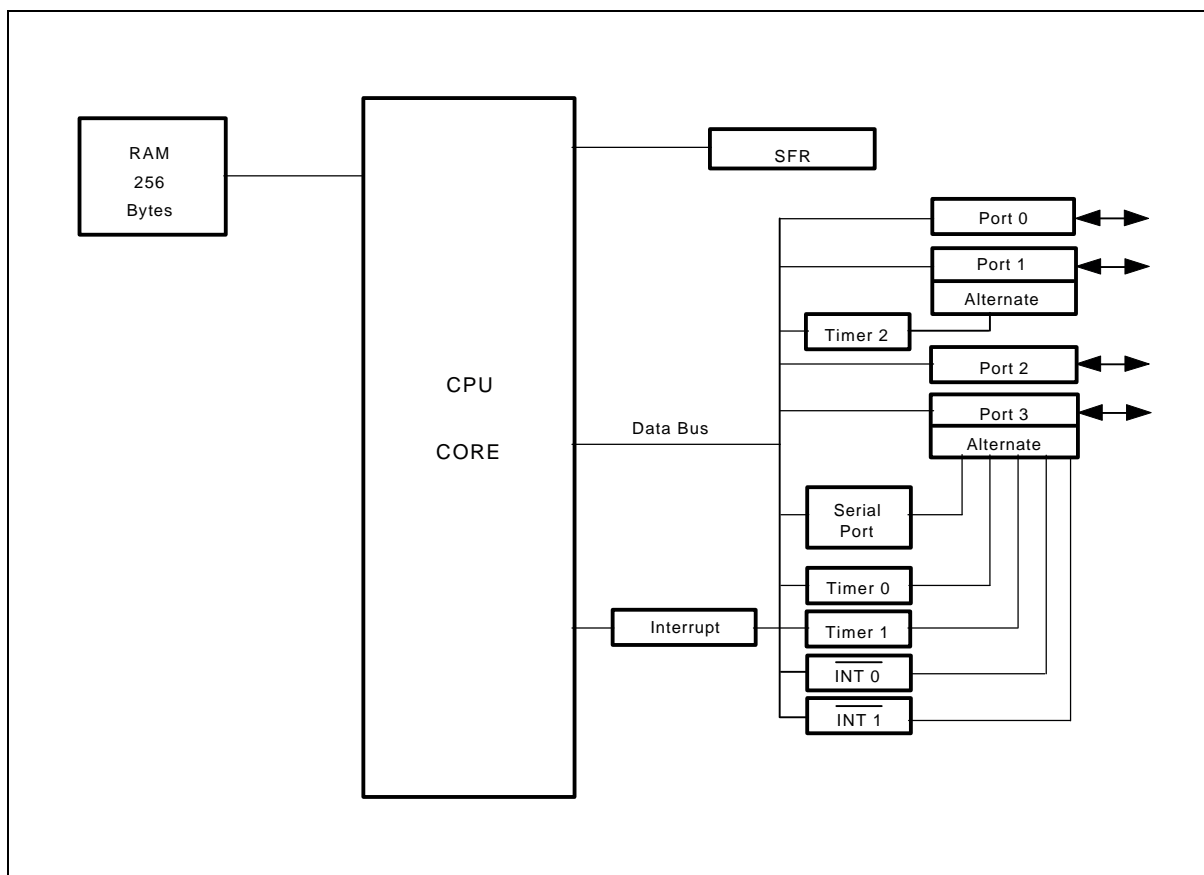 RAM
256
Bytes
CPU
CORE
SFR
Port 0
Port 1
Alternate
Timer 2
Port 2
Port 3
Alternate
Data Bus
Serial
Port
Timer 0
Interrupt
Timer 1
INT 0
INT 1